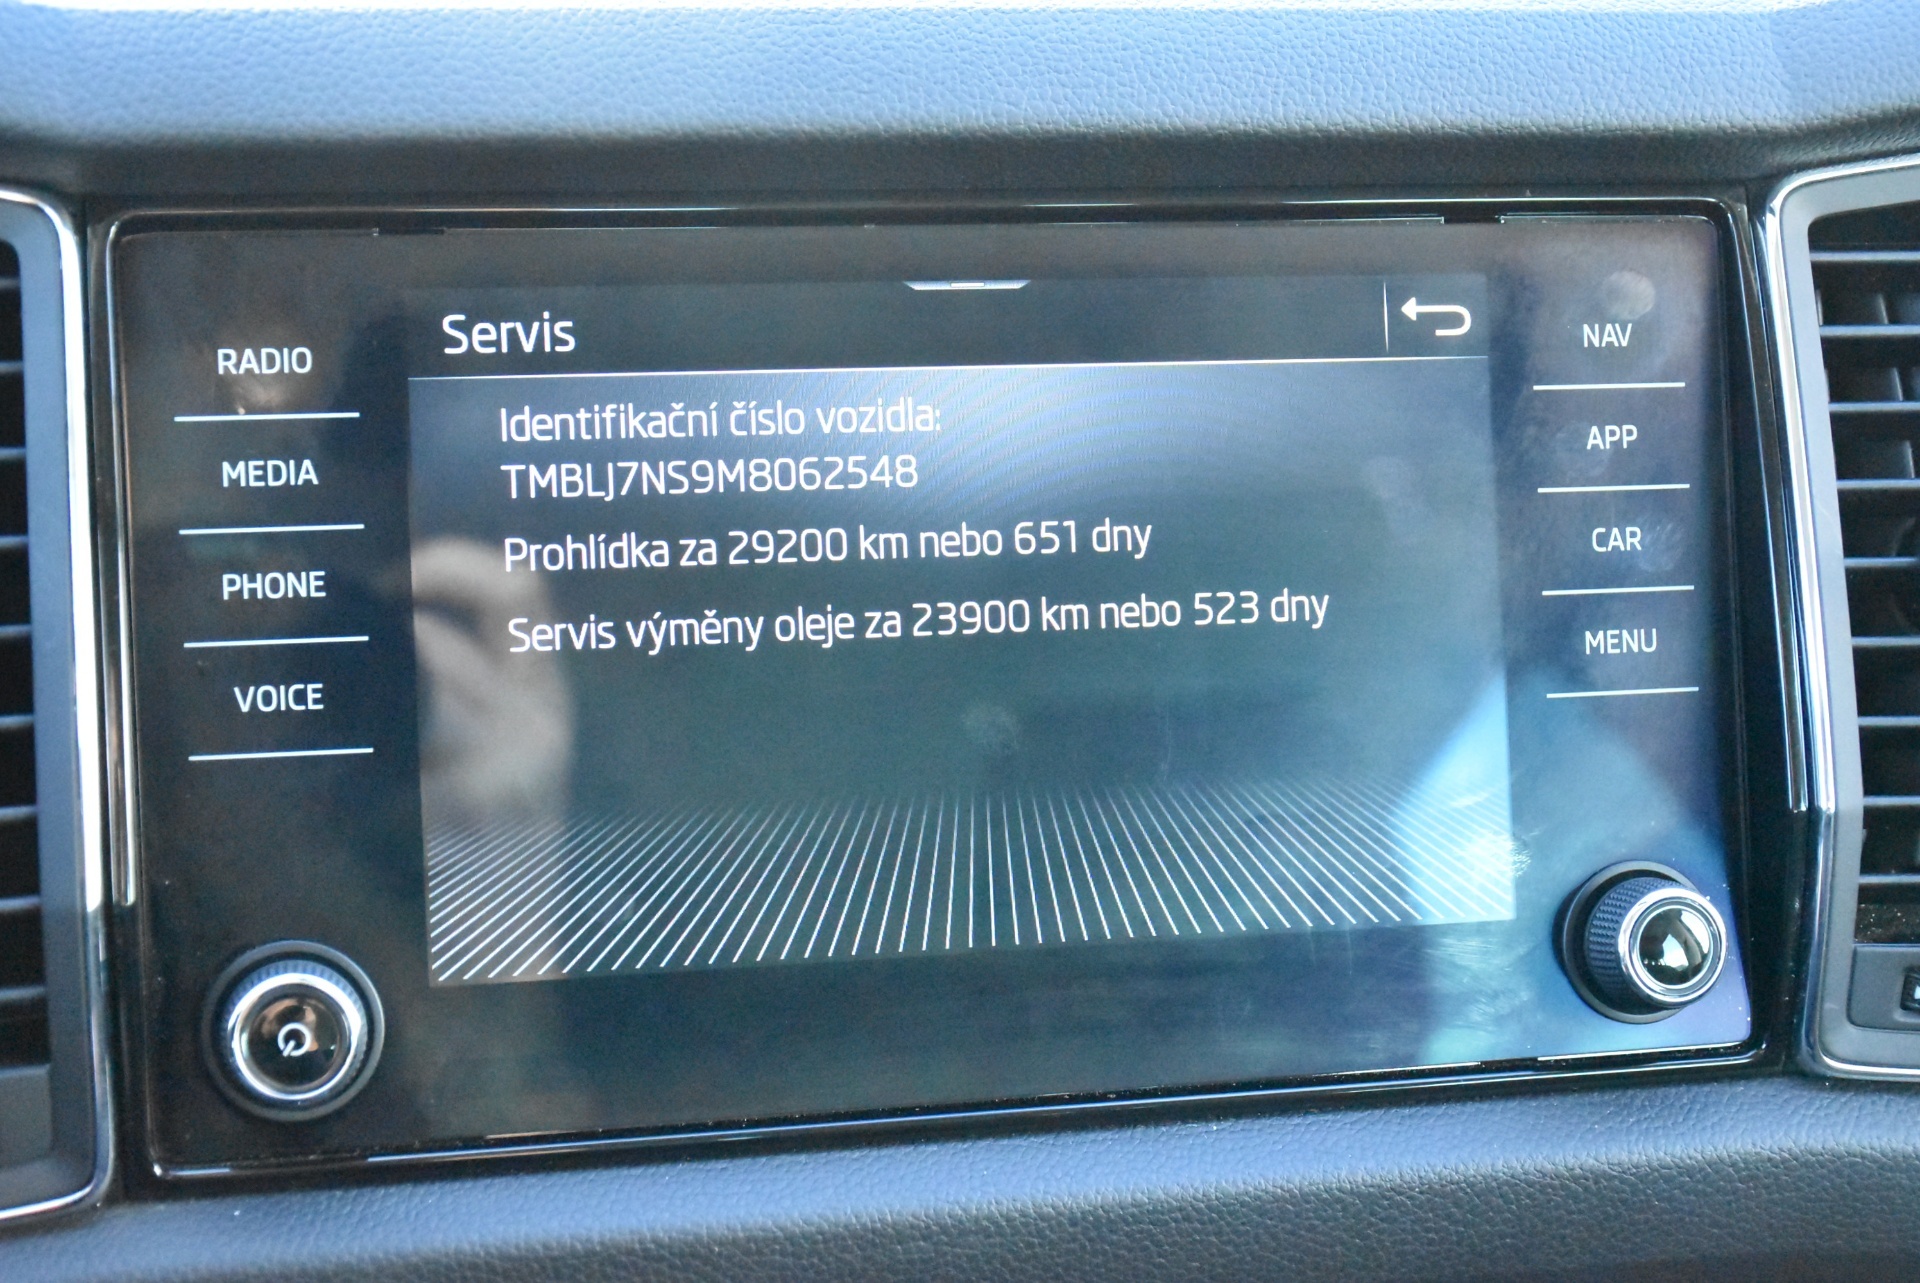 Servis
RADIO
MEDIA
PHONE
VOICE
Identifikační číslo vozidla:
TMBLJ7NS9M8062548
Prohlídka za 29200 km nebo 651 dny
Servis výměny oleje za 23900 km nebo 523 dny
NAV
APP
CAR
MENU